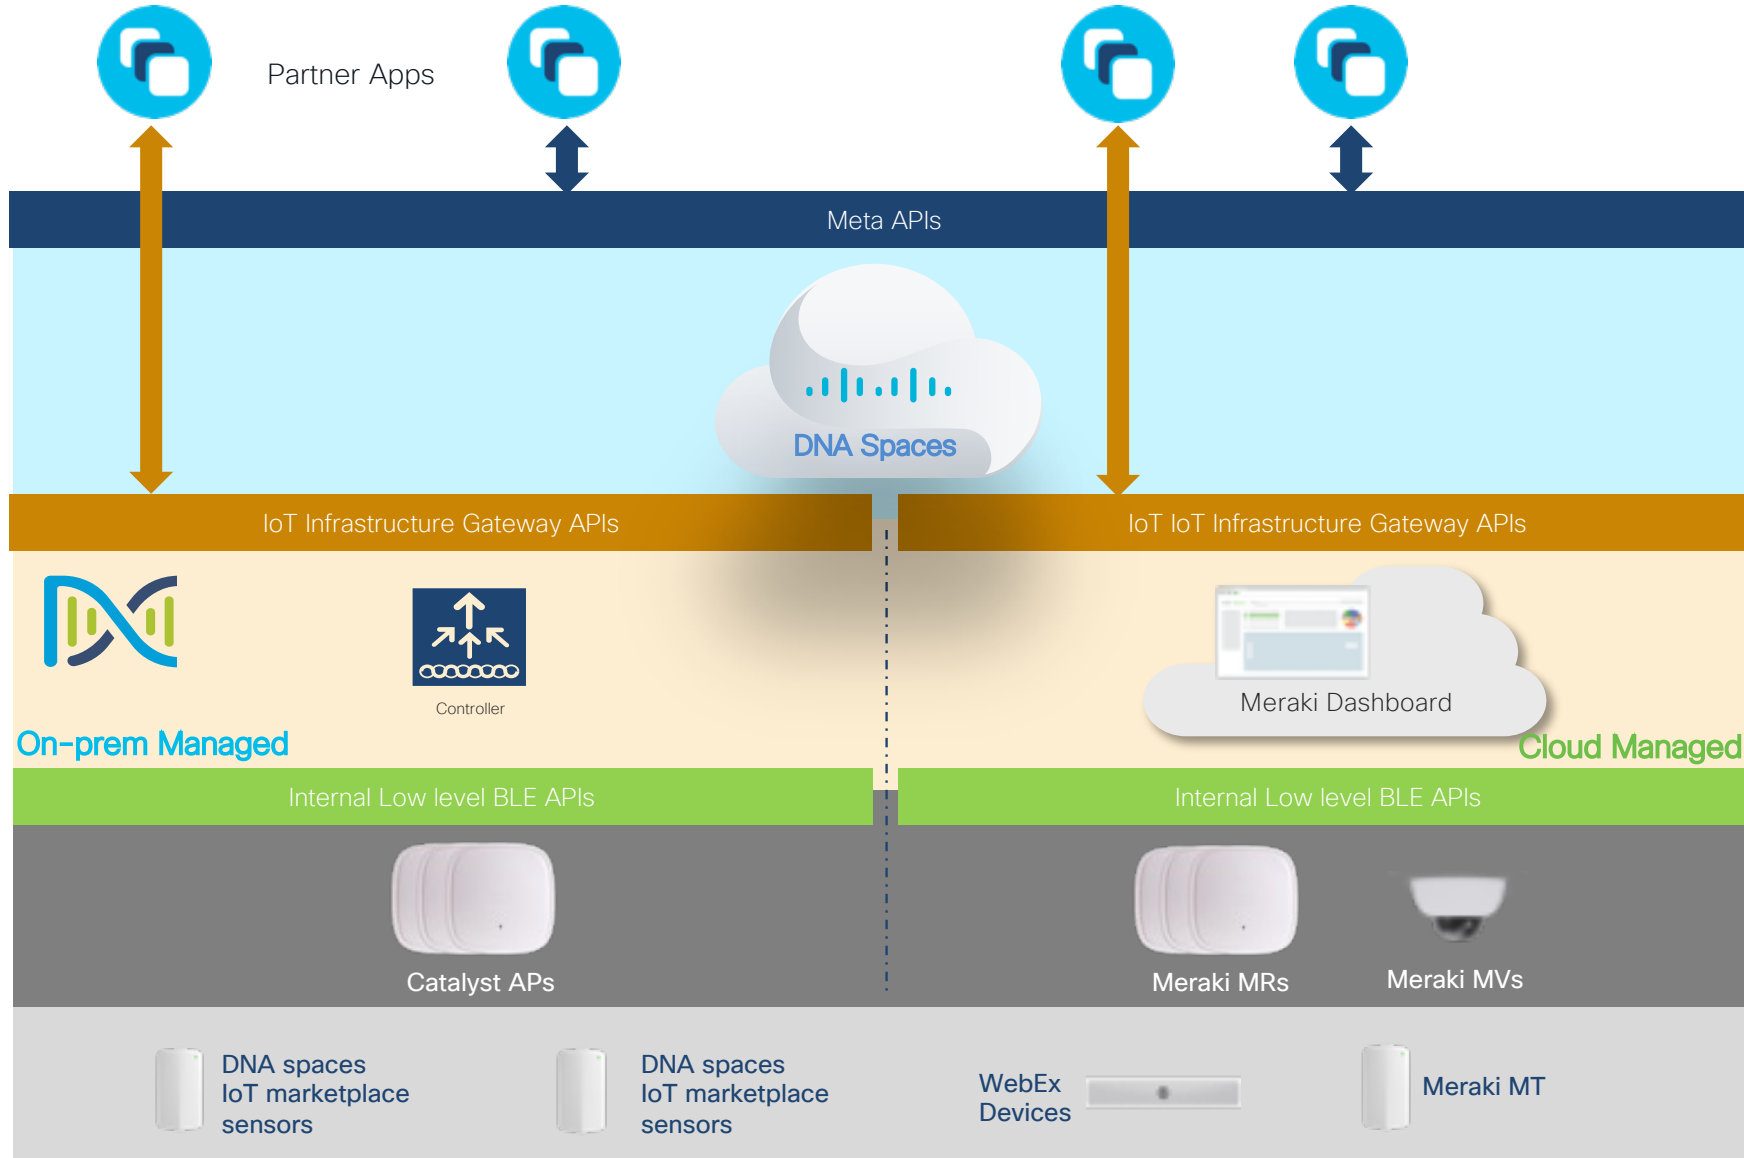 Partner Apps
Meta APIs
DNA Spaces
IoT Infrastructure Gateway APIs
IoT IoT Infrastructure Gateway APIs
Controller
Meraki Dashboard
On-prem Managed
Cloud Managed
Internal Low level BLE APIs
Internal Low level BLE APIs
Catalyst APs
Meraki MRs
Meraki MVs
DNA spaces
IoT marketplace
sensors
DNA spaces
IoT marketplace
sensors
WebEx
Devices
Meraki MT